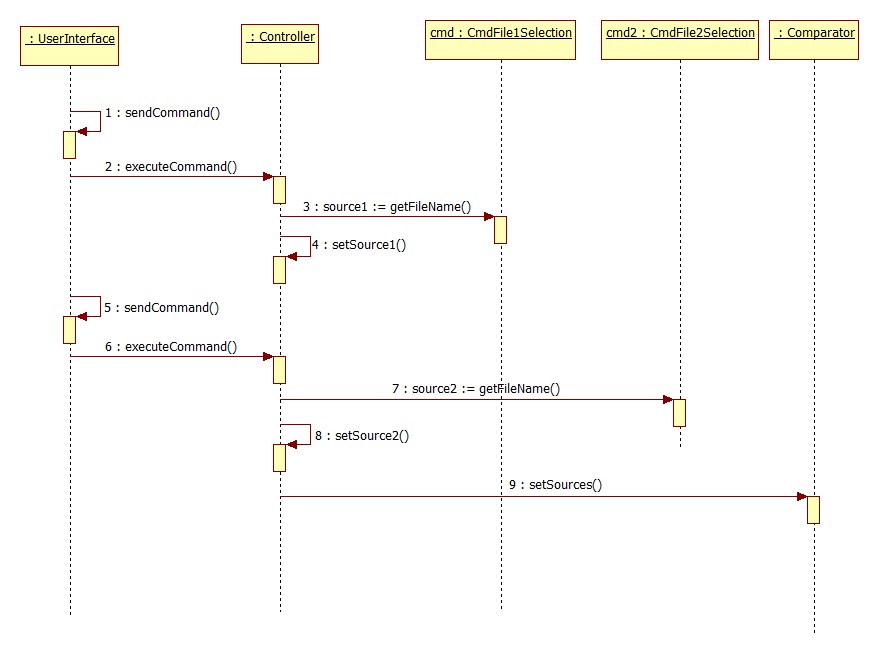 : UserInterface
: Controller
cmd : CmdFile1Selection
cmd2 : CmdFile2Selection
: Comparator
1 : sendCommand()
2 : executeCommand()
3 : source1 := getFileName()
4 : setSource1()
5 : sendCommand()
6 : executeCommand()
7 : source2 := getFileName()
8 : setSource2()
9 : setSources()